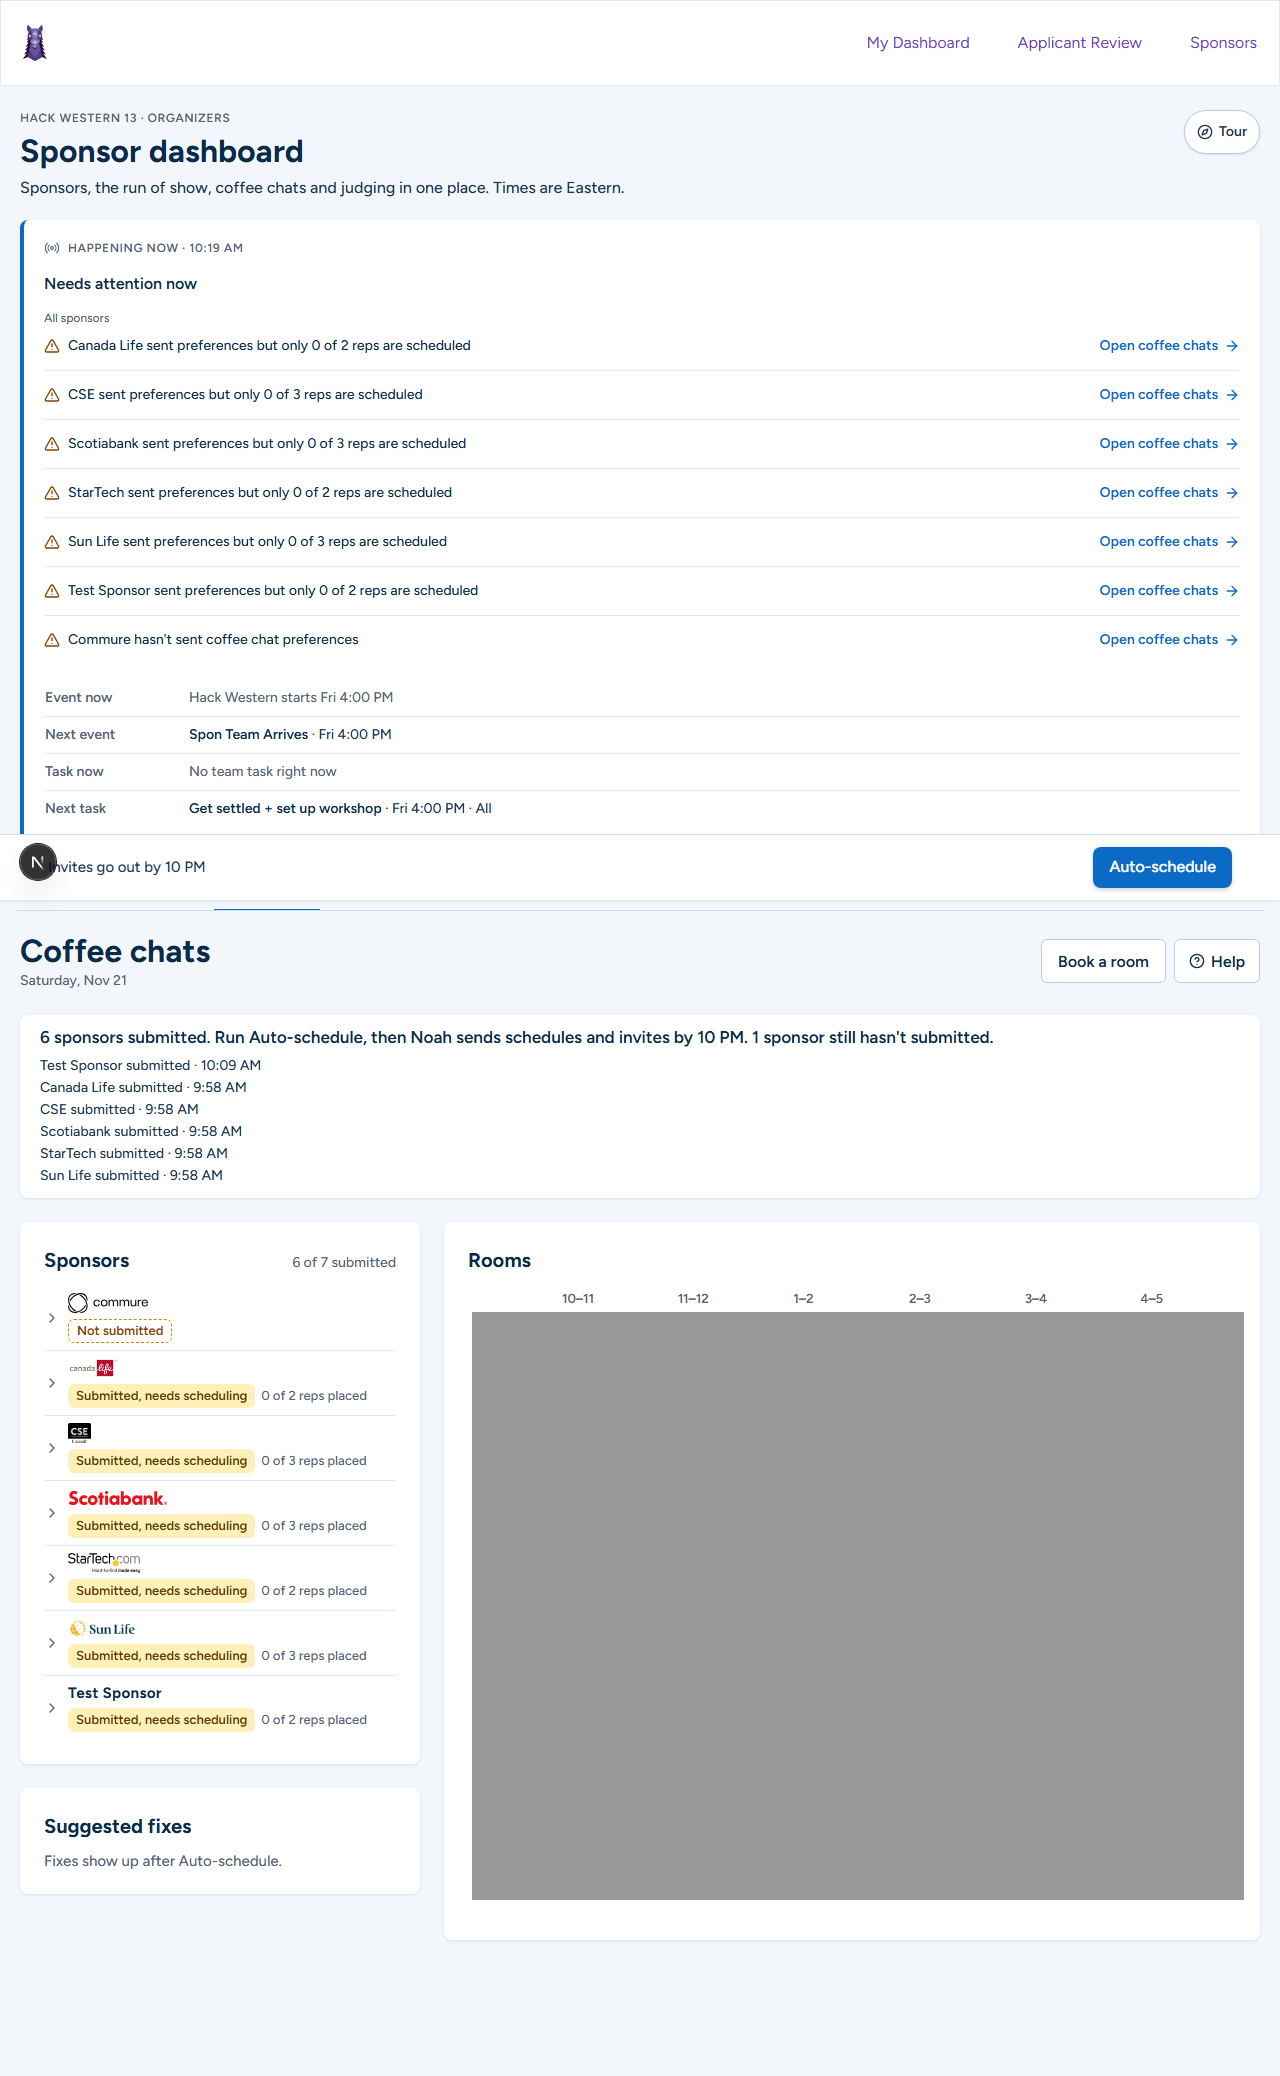 My Dashboard Applicant Review Sponsors
HACK WESTERN 13 · ORGANIZERS
Sponsor dashboard
Tour
Sponsors, the run of show, coffee chats and judging in one place. Times are Eastern.
HAPPENING NOW · 10:19 AM
Needs attention now
All sponsors
Canada Life sent preferences but only 0 of 2 reps are scheduled Open coffee chats
CSE sent preferences but only 0 of 3 reps are scheduled Open coffee chats
Scotiabank sent preferences but only 0 of 3 reps are scheduled Open coffee chats
StarTech sent preferences but only 0 of 2 reps are scheduled Open coffee chats
Sun Life sent preferences but only 0 of 3 reps are scheduled Open coffee chats
Test Sponsor sent preferences but only 0 of 2 reps are scheduled Open coffee chats
Commure hasn't sent coffee chat preferences Open coffee chats
Event now Hack Western starts Fri 4:00 PM
Next event Spon Team Arrives · Fri 4:00 PM
Task now No team task right now
Next task Get settled + set up workshop · Fri 4:00 PM · All
N
Invites go out by 10 PM Auto-schedule
Coffee chats
Saturday, Nov 21
Book a room Help
6 sponsors submitted. Run Auto-schedule, then Noah sends schedules and invites by 10 PM. 1 sponsor still hasn't submitted.
Test Sponsor submitted · 10:09 AM
Canada Life submitted · 9:58 AM
CSE submitted · 9:58 AM
Scotiabank submitted · 9:58 AM
StarTech submitted · 9:58 AM
Sun Life submitted · 9:58 AM
Sponsors 6 of 7 submitted
commure
Not submitted
canada life
Submitted, needs scheduling 0 of 2 reps placed
CSE
Submitted, needs scheduling 0 of 3 reps placed
Scotiabank
Submitted, needs scheduling 0 of 3 reps placed
StarTech.com
Hard-to-find made easy
Submitted, needs scheduling 0 of 2 reps placed
Sun Life
Submitted, needs scheduling 0 of 3 reps placed
Test Sponsor
Submitted, needs scheduling 0 of 2 reps placed
Suggested fixes
Fixes show up after Auto-schedule.
Rooms
10–11 11–12 1–2 2–3 3–4 4–5